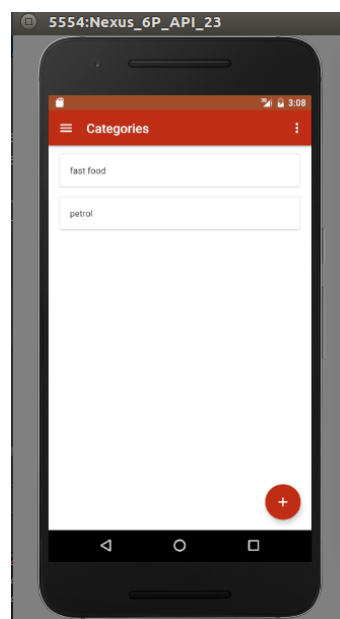 5554:Nexus_6P_API_23
3:08
Categories
fast food
petrol
+